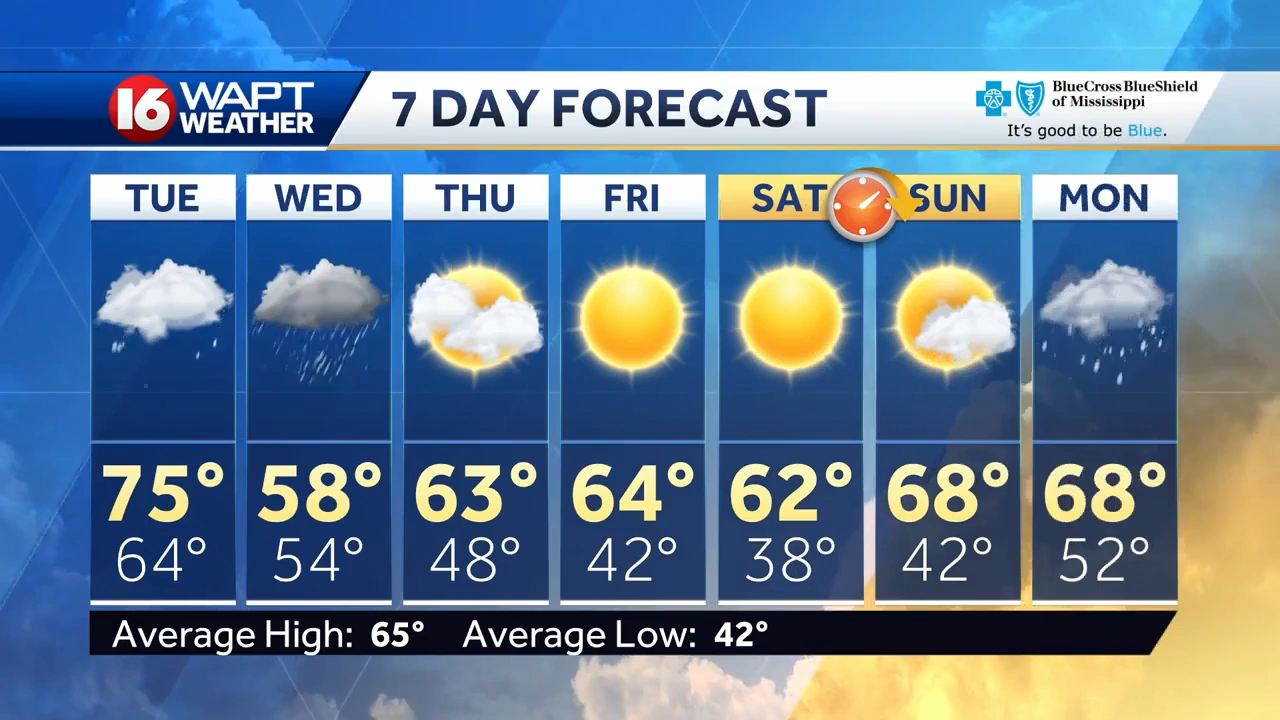 16 WAPT
WEATHER
7 DAY FORECAST
BlueCross BlueShield
of Mississippi
It's good to be Blue.
TUE WED THU FRI SAT SUN MON
75° 58° 63° 64° 62° 68° 68°
64° 54° 48° 42° 38° 42° 52°
Average High: 65° Average Low: 42°